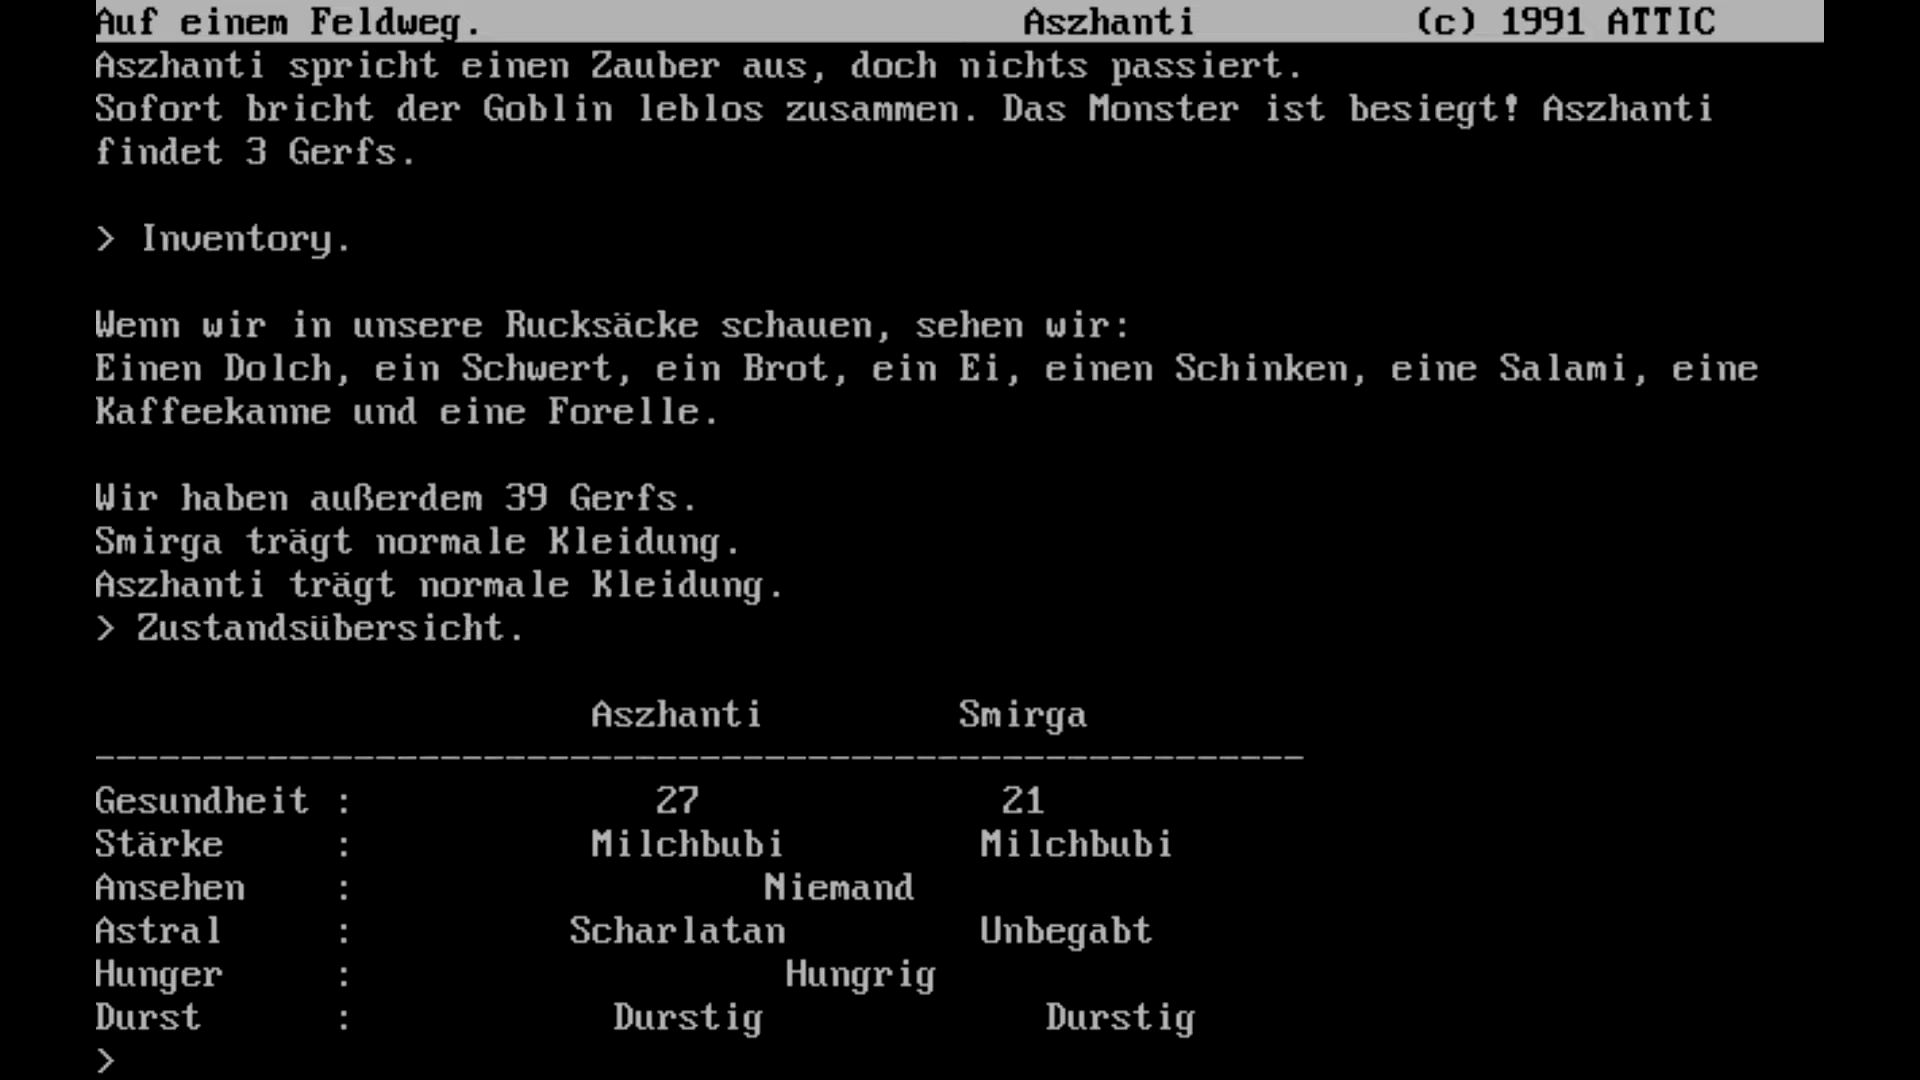 Auf einem Feldweg. Aszhanti (c) 1991 ATTIC
Aszhanti spricht einen Zauber aus, doch nichts passiert.
Sofort bricht der Goblin leblos zusammen. Das Monster ist besiegt! Aszhanti
findet 3 Gerfs.
> Inventory.
Wenn wir in unsere Rucksäcke schauen, sehen wir:
Einen Dolch, ein Schwert, ein Brot, ein Ei, einen Schinken, eine Salami, eine
Kaffeekanne und eine Forelle.
Wir haben außerdem 39 Gerfs.
Smirga trägt normale Kleidung.
Aszhanti trägt normale Kleidung.
> Zustandsübersicht.
Aszhanti Smirga
--------------------------------------------------------
Gesundheit : 27 21
Stärke : Milchbubi Milchbubi
Ansehen : Niemand
Astral : Scharlatan Unbegabt
Hunger : Hungrig
Durst : Durstig Durstig
>